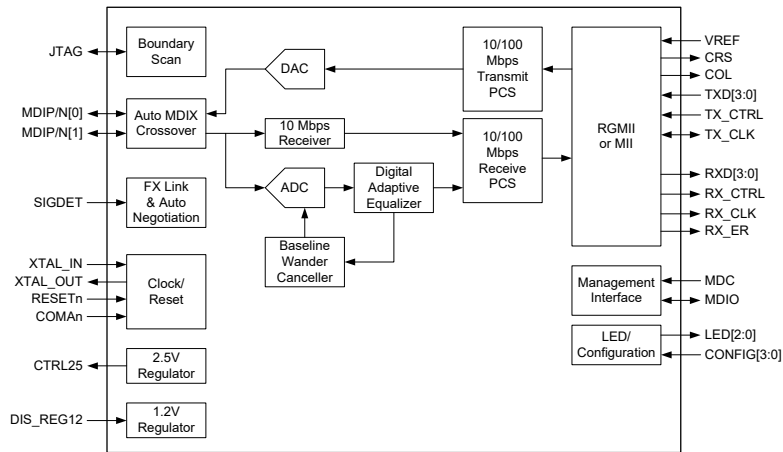 JTAG
Boundary
Scan
MDIP/N[0]
MDIP/N[1]
Auto MDIX
Crossover
SIGDET
FX Link
& Auto
Negotiation
XTAL_IN
XTAL_OUT
RESETn
COMAn
Clock/
Reset
CTRL25
2.5V
Regulator
DIS_REG12
1.2V
Regulator
DAC
10 Mbps
Receiver
ADC
Digital
Adaptive
Equalizer
Baseline
Wander
Canceller
10/100
Mbps
Transmit
PCS
10/100
Mbps
Receive
PCS
RGMII
or MII
VREF
CRS
COL
TXD[3:0]
TX_CTRL
TX_CLK
RXD[3:0]
RX_CTRL
RX_CLK
RX_ER
Management
Interface
MDC
MDIO
LED/
Configuration
LED[2:0]
CONFIG[3:0]